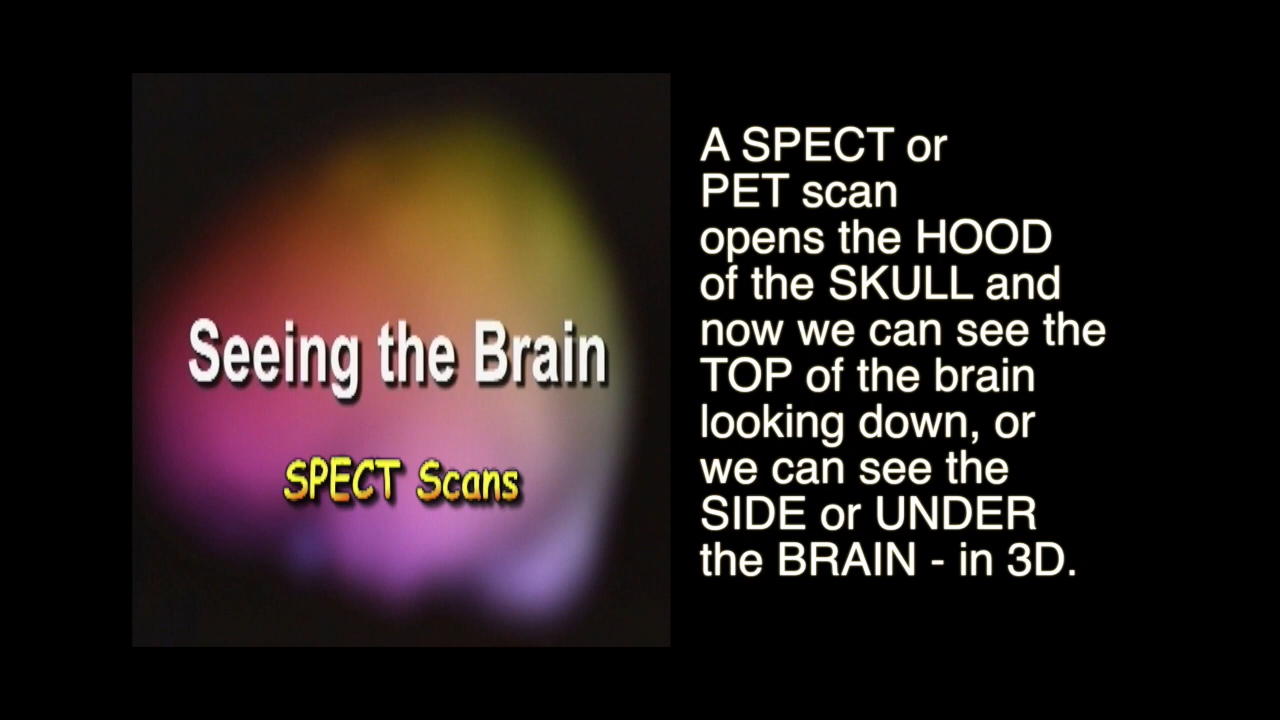 Seeing the Brain
SPECT Scans
A SPECT or
PET scan
opens the HOOD
of the SKULL and
now we can see the
TOP of the brain
looking down, or
we can see the
SIDE or UNDER
the BRAIN - in 3D.